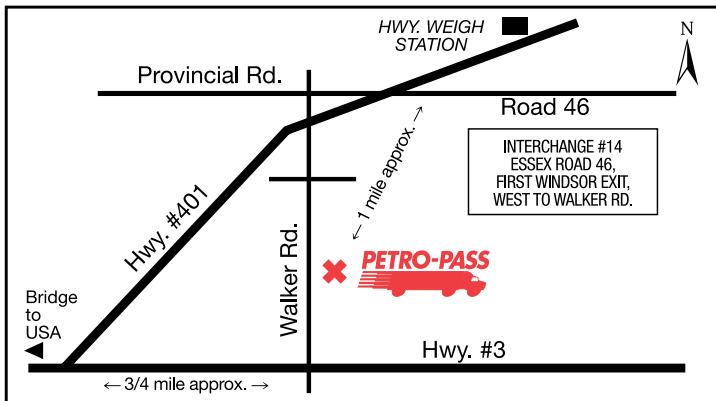 HWY. WEIGH
STATION
N
Provincial Rd.
Road 46
INTERCHANGE #14
ESSEX ROAD 46,
FIRST WINDSOR EXIT,
WEST TO WALKER RD.
← 1 mile approx. →
Hwy. #401
Walker Rd.
PETRO-PASS
Bridge
to
USA
Hwy. #3
← 3/4 mile approx. →